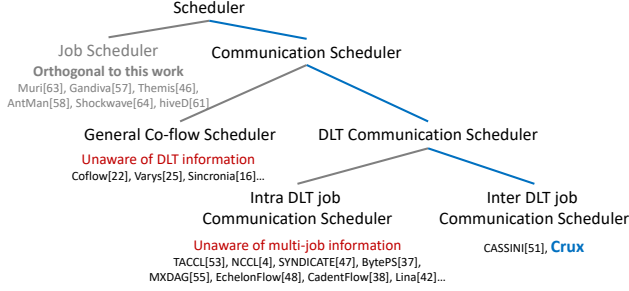 Scheduler
Job Scheduler
Communication Scheduler
Orthogonal to this work
Muri[63], Gandiva[57], Themis[46],
AntMan[58], Shockwave[64], hiveD[61]
General Co-flow Scheduler
DLT Communication Scheduler
Unaware of DLT information
Coflow[22], Varys[25], Sincronia[16]...
Intra DLT job
Communication Scheduler
Inter DLT job
Communication Scheduler
Unaware of multi-job information
TACCL[53], NCCL[4], SYNDICATE[47], BytePS[37],
MXDAG[55], EchelonFlow[48], CadentFlow[38], Lina[42]...
CASSINI[51], Crux